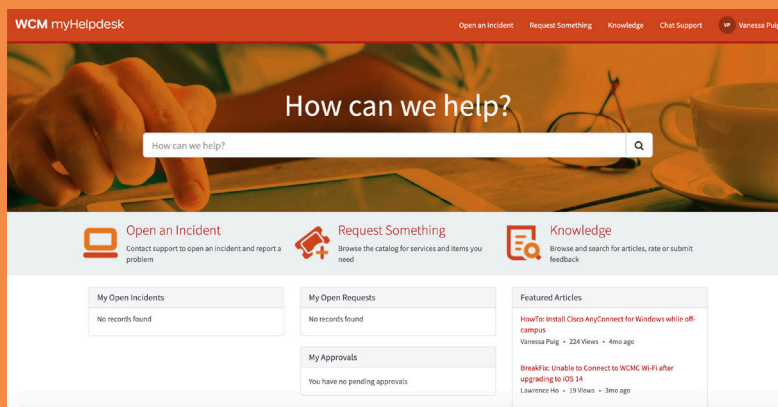 WCM myHelpdesk
Open an Incident Request Something Knowledge Chat Support VP Vanessa Puig
How can we help?
How can we help?
Open an Incident
Contact support to open an incident and report a
problem
Request Something
Browse the catalog for services and items you
need
Knowledge
Browse and search for articles, rate or submit
feedback
My Open Incidents
No records found
My Open Requests
No records found
My Approvals
You have no pending approvals
Featured Articles
HowTo: Install Cisco AnyConnect for Windows while off-
campus
Vanessa Puig • 224 Views • 4mo ago
BreakFix: Unable to Connect to WCMC Wi-Fi after
upgrading to iOS 14
Lawrence Ho • 19 Views • 3mo ago